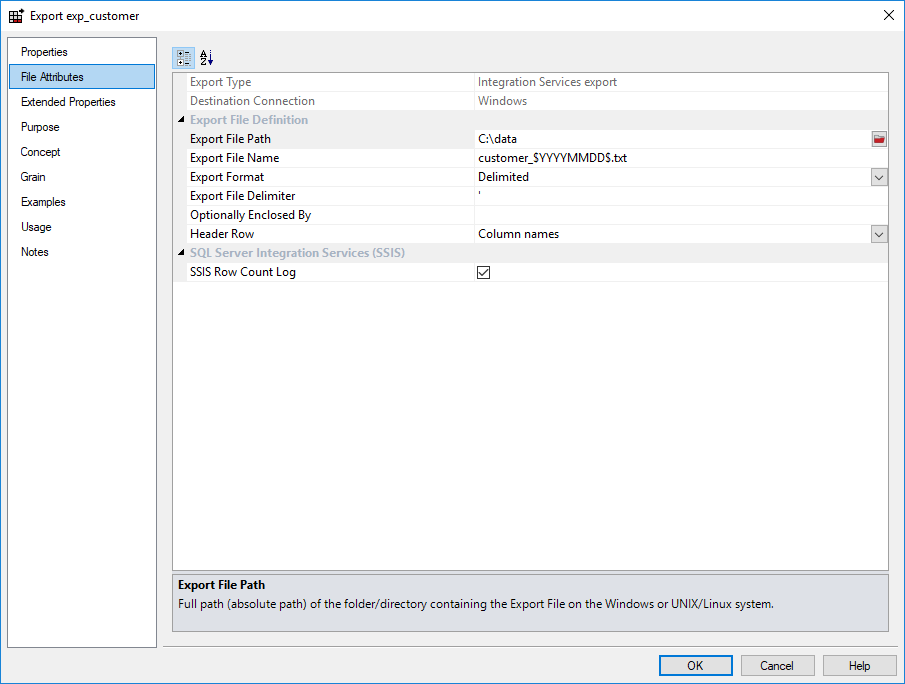 Export exp_customer
Properties
File Attributes
Extended Properties
Purpose
Concept
Grain
Examples
Usage
Notes
Export Type Integration Services export
Destination Connection Windows
Export File Definition
Export File Path C:\data
Export File Name customer_$YYYYMMDD$.txt
Export Format Delimited
Export File Delimiter '
Optionally Enclosed By
Header Row Column names
SQL Server Integration Services (SSIS)
SSIS Row Count Log
Export File Path
Full path (absolute path) of the folder/directory containing the Export File on the Windows or UNIX/Linux system.
OK Cancel Help